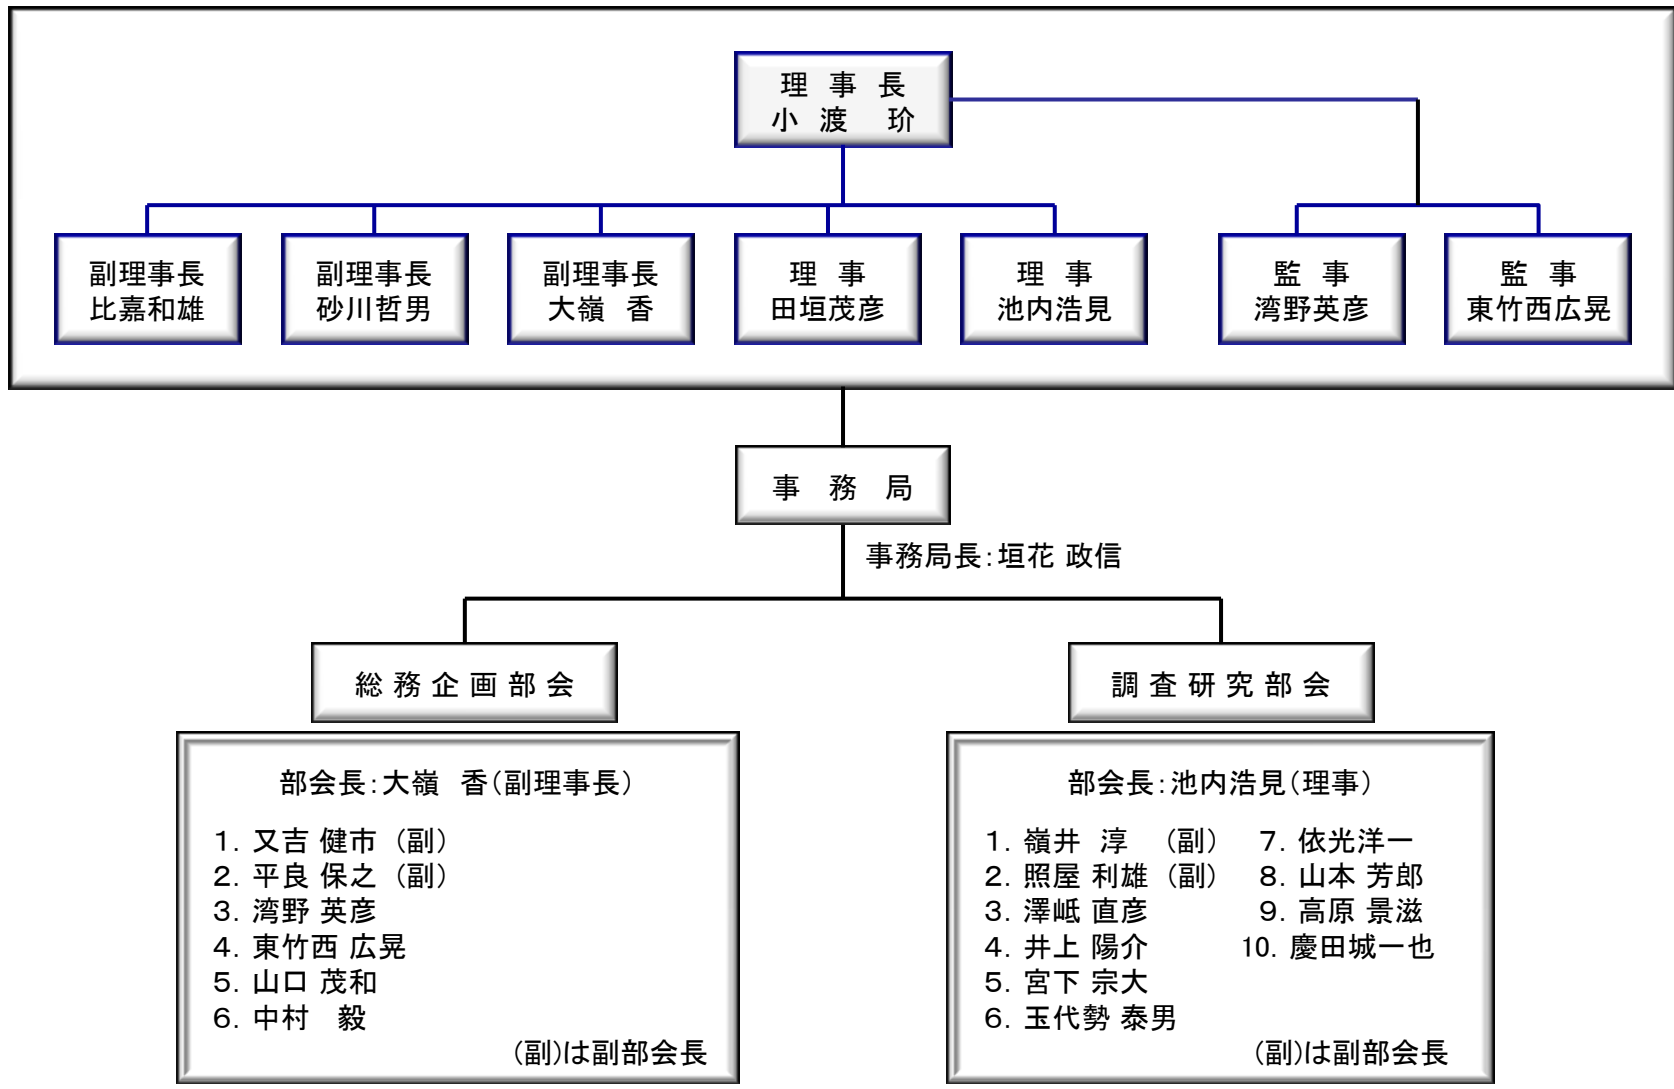 理 事 長
小 渡　玠
副理事長
比嘉和雄
副理事長
砂川哲男
副理事長
大嶺　香
理 事
田垣茂彦
理 事
池内浩見
監 事
湾野英彦
監 事
東竹西広晃
事 務 局
事務局長:垣花 政信
総 務 企 画 部 会
調 査 研 究 部 会
部会長:大嶺　香(副理事長)
1. 又吉 健市 (副)
2. 平良 保之 (副)
3. 湾野 英彦
4. 東竹西 広晃
5. 山口 茂和
6. 中村　毅
(副)は副部会長
部会長:池内浩見(理事)
1. 嶺井　淳　(副)
2. 照屋 利雄 (副)
3. 澤岻 直彦
4. 井上 陽介
5. 宮下 宗大
6. 玉代勢 泰男
7. 依光洋一
8. 山本 芳郎
9. 高原 景滋
10. 慶田城一也
(副)は副部会長